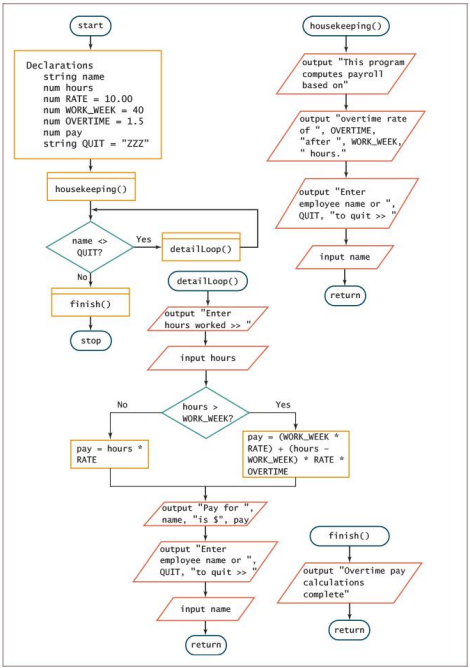 start
Declarations
string name
num hours
num RATE = 10.00
num WORK_WEEK = 40
num OVERTIME = 1.5
num pay
string QUIT = "ZZZ"
housekeeping()
name <>
QUIT?
Yes
detailLoop()
No
finish()
stop
housekeeping()
output "This program
computes payroll
based on"
output "overtime rate
of ", OVERTIME,
"after ", WORK_WEEK,
" hours."
output "Enter
employee name or ",
QUIT, "to quit >> "
input name
return
detailLoop()
output "Enter
hours worked >> "
input hours
hours >
WORK_WEEK?
No
Yes
pay = hours *
RATE
pay = (WORK_WEEK *
RATE) + (hours –
WORK_WEEK) * RATE *
OVERTIME
output "Pay for ",
name, "is $", pay
output "Enter
employee name or ",
QUIT, "to quit >> "
input name
return
finish()
output "Overtime pay
calculations
complete"
return